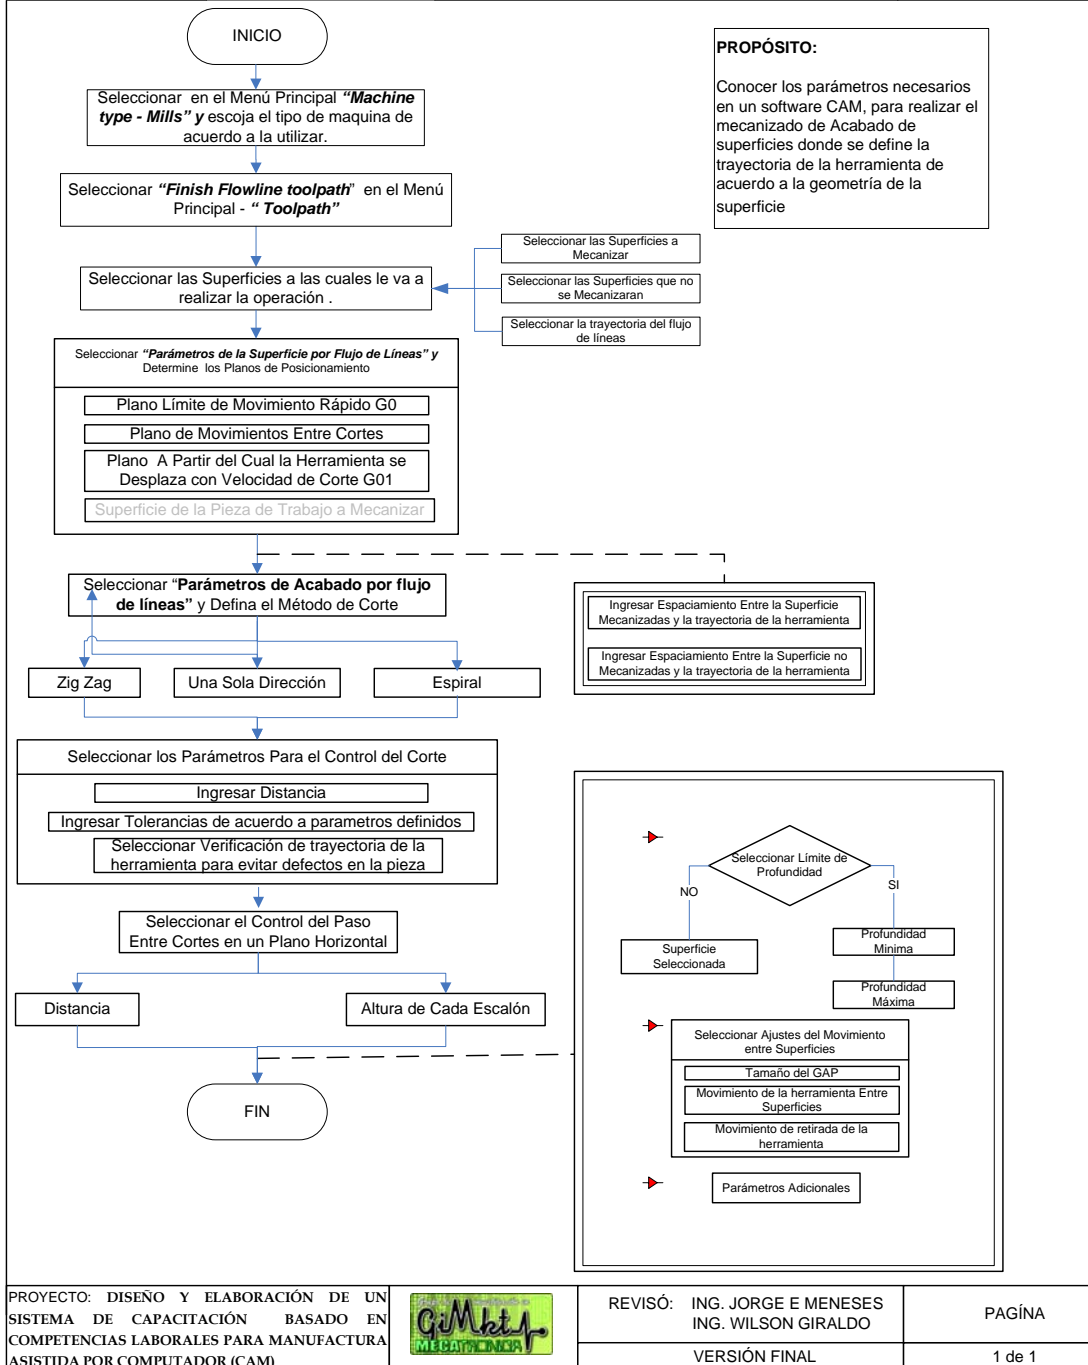 INICIO
PROPÓSITO:
Conocer los parámetros necesarios
en un software CAM, para realizar el
mecanizado de Acabado de
superficies donde se define la
trayectoria de la herramienta de
acuerdo a la geometría de la
superficie
Seleccionar en el Menú Principal “Machine
type - Mills” y escoja el tipo de maquina de
acuerdo a la utilizar.
Seleccionar “Finish Flowline toolpath” en el Menú
Principal - “ Toolpath”
Seleccionar las Superficies a las cuales le va a
realizar la operación .
Seleccionar las Superficies a
Mecanizar
Seleccionar las Superficies que no
se Mecanizaran
Seleccionar la trayectoria del flujo
de líneas
Seleccionar “Parámetros de la Superficie por Flujo de Líneas” y
Determine los Planos de Posicionamiento
Plano Límite de Movimiento Rápido G0
Plano de Movimientos Entre Cortes
Plano A Partir del Cual la Herramienta se
Desplaza con Velocidad de Corte G01
Superficie de la Pieza de Trabajo a Mecanizar
Seleccionar “Parámetros de Acabado por flujo
de líneas” y Defina el Método de Corte
Ingresar Espaciamiento Entre la Superficie
Mecanizadas y la trayectoria de la herramienta
Ingresar Espaciamiento Entre la Superficie no
Mecanizadas y la trayectoria de la herramienta
Zig Zag
Una Sola Dirección
Espiral
Seleccionar los Parámetros Para el Control del Corte
Ingresar Distancia
Ingresar Tolerancias de acuerdo a parametros definidos
Seleccionar Verificación de trayectoria de la
herramienta para evitar defectos en la pieza
Seleccionar el Control del Paso
Entre Cortes en un Plano Horizontal
Distancia
Altura de Cada Escalón
FIN
Seleccionar Límite de
Profundidad
NO
SI
Superficie
Seleccionada
Profundidad
Minima
Profundidad
Máxima
Seleccionar Ajustes del Movimiento
entre Superficies
Tamaño del GAP
Movimiento de la herramienta Entre
Superficies
Movimiento de retirada de la
herramienta
Parámetros Adicionales
PROYECTO: DISEÑO Y ELABORACIÓN DE UN
SISTEMA DE CAPACITACIÓN BASADO EN
COMPETENCIAS LABORALES PARA MANUFACTURA
ASISTIDA POR COMPUTADOR (CAM)
GiMkt
MECATRONICA
REVISÓ: ING. JORGE E MENESES
ING. WILSON GIRALDO
VERSIÓN FINAL
PAGÍNA
1 de 1